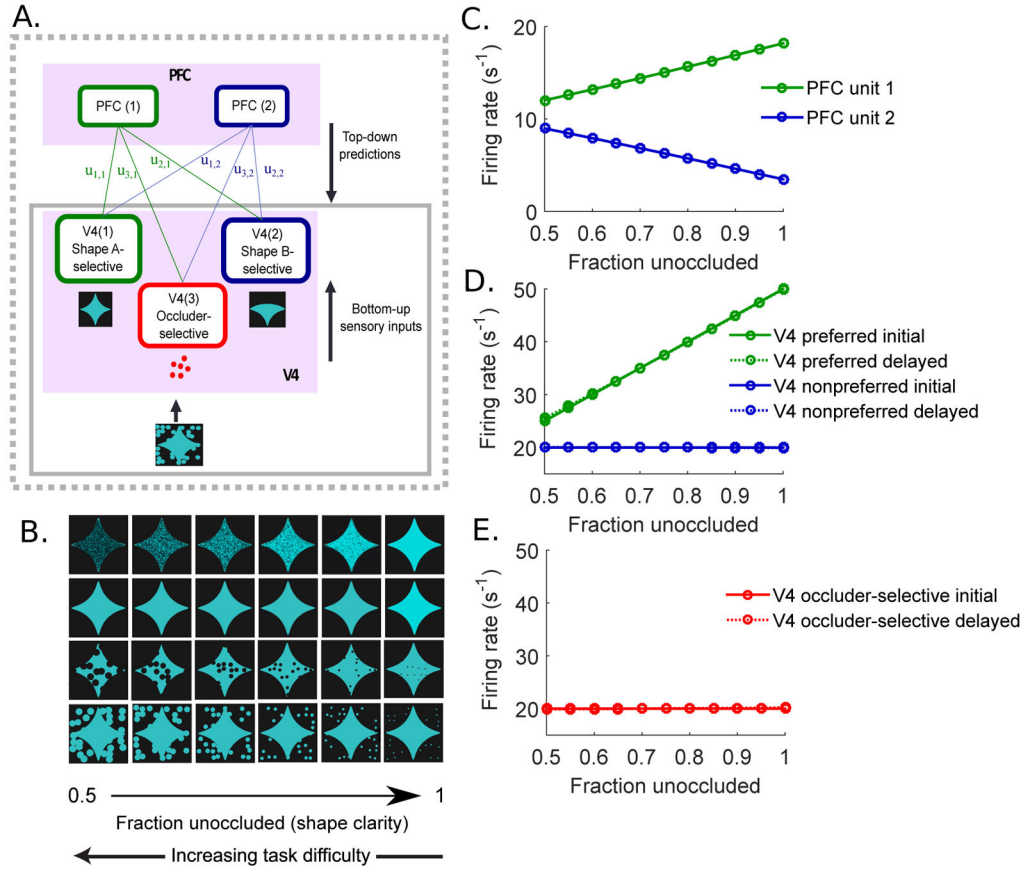 A.
PFC
PFC (1)
PFC (2)
Top-down
predictions
u1,1
u3,1
u2,1
u1,2
u3,2
u2,2
V4(1)
Shape A-
selective
V4(2)
Shape B-
selective
V4(3)
Occluder-
selective
Bottom-up
sensory inputs
V4
B.
0.5
1
Fraction unoccluded (shape clarity)
Increasing task difficulty
C.
Firing rate (s⁻¹)
20
10
0
0.5 0.6 0.7 0.8 0.9 1
Fraction unoccluded
PFC unit 1
PFC unit 2
D.
Firing rate (s⁻¹)
50
40
30
20
0.5 0.6 0.7 0.8 0.9 1
Fraction unoccluded
V4 preferred initial
V4 preferred delayed
V4 nonpreferred initial
V4 nonpreferred delayed
E.
Firing rate (s⁻¹)
50
40
30
20
0.5 0.6 0.7 0.8 0.9 1
Fraction unoccluded
V4 occluder-selective initial
V4 occluder-selective delayed